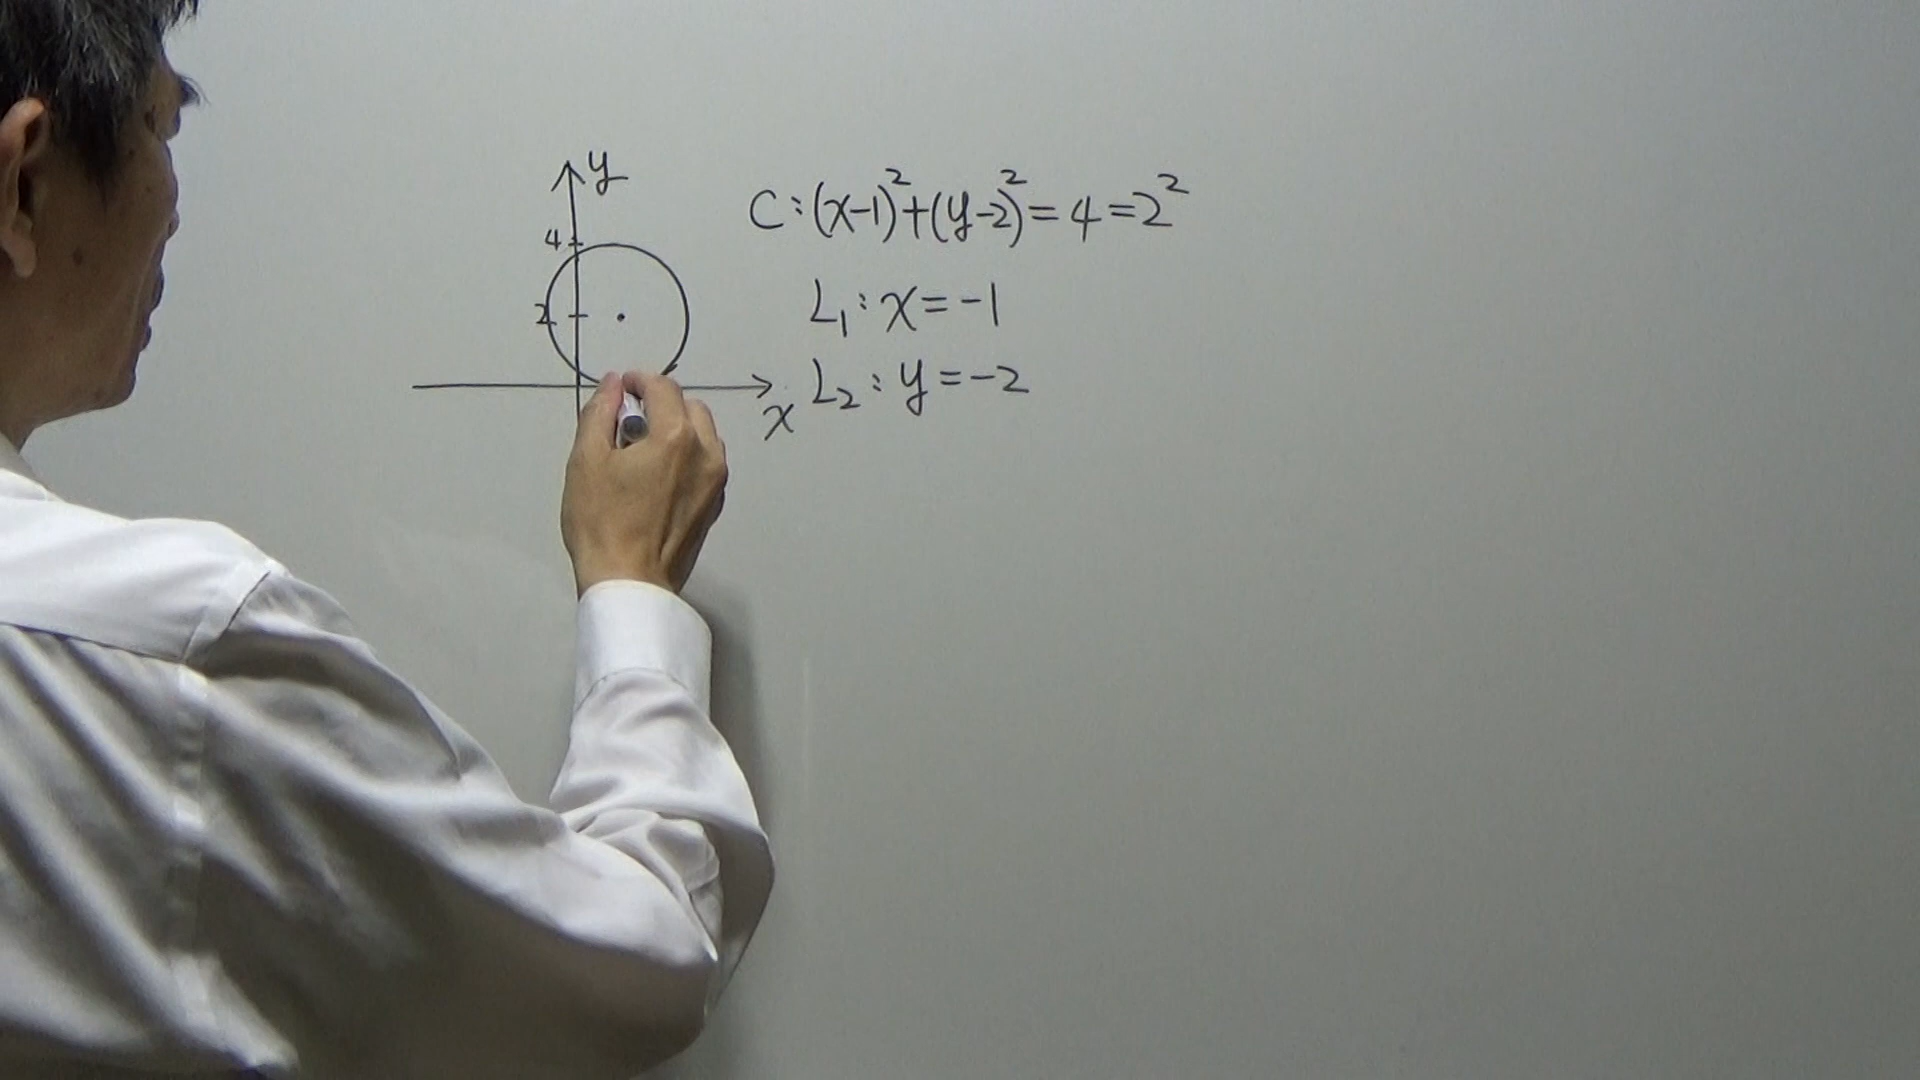 y
4
2
x
C:(x-1)²+(y-2)²=4=2²
L₁:x=-1
L₂:y=-2